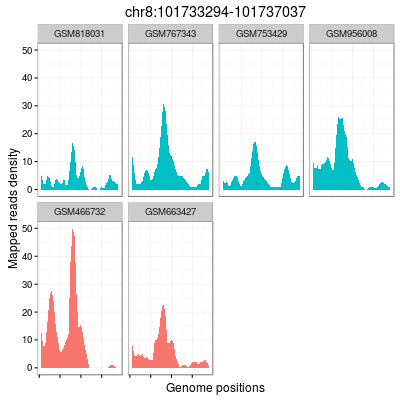 chr8:101733294-101737037
GSM818031 GSM767343 GSM753429 GSM956008
50
40
30
20
10
0
Mapped reads density
GSM466732 GSM663427
50
40
30
20
10
0
Genome positions